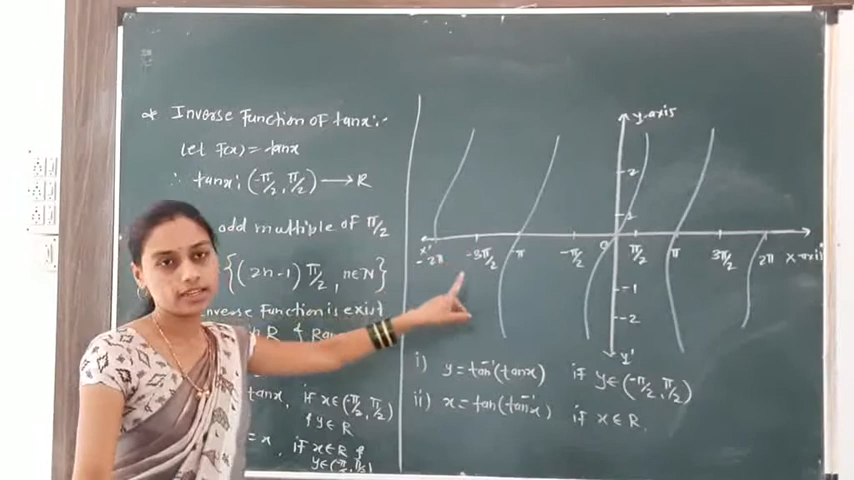 * Inverse Function of tanx:-
Let F(x) = tanx
∴ tanx: (-π/2, π/2) → R
odd multiple of π/2
{(2n-1) π/2, n∈N}
Inverse Function is exist
R &
tanx, if x∈(-π/2, π/2)
& y∈R
= x, if x∈R &
y∈(-π/2, π/2)
y-axis
2
1
x' -2π -3π/2 -π -π/2 0 π/2 π 3π/2 2π x-axis
-1
-2
y'
i) y = tan⁻¹(tanx) if y∈(-π/2, π/2)
ii) x = tan(tan⁻¹x) if x∈R.